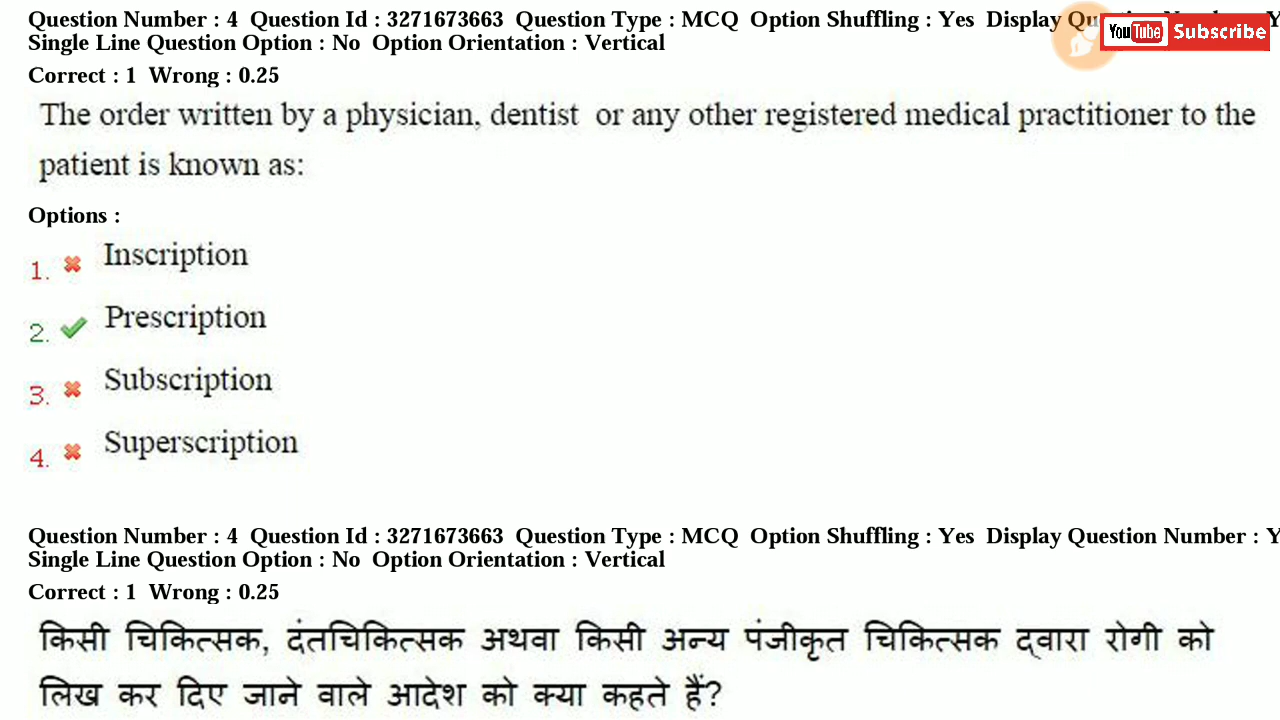 Question Number : 4 Question Id : 3271673663 Question Type : MCQ Option Shuffling : Yes Display
Single Line Question Option : No Option Orientation : Vertical
YouTube Subscribe
Correct : 1 Wrong : 0.25
The order written by a physician, dentist or any other registered medical practitioner to the
patient is known as:
Options :
1. Inscription
2. Prescription
3. Subscription
4. Superscription
Question Number : 4 Question Id : 3271673663 Question Type : MCQ Option Shuffling : Yes Display Question Number : Y
Single Line Question Option : No Option Orientation : Vertical
Correct : 1 Wrong : 0.25
किसी चिकित्सक, दंतचिकित्सक अथवा किसी अन्य पंजीकृत चिकित्सक द्वारा रोगी को
लिख कर दिए जाने वाले आदेश को क्या कहते हैं?